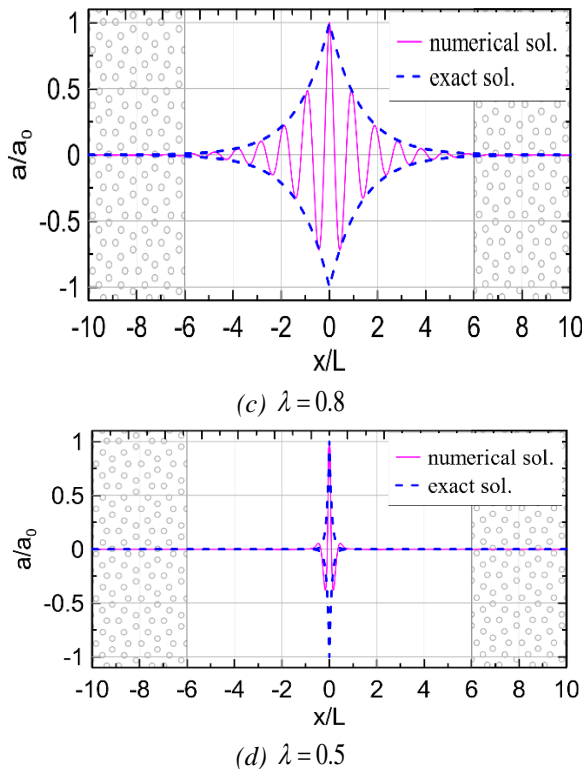 1
0.5
0
-0.5
-1
a/a₀
numerical sol.
exact sol.
-10 -8 -6 -4 -2 0 2 4 6 8 10
x/L
(c) λ = 0.8
1
0.5
0
-0.5
-1
a/a₀
numerical sol.
exact sol.
-10 -8 -6 -4 -2 0 2 4 6 8 10
x/L
(d) λ = 0.5